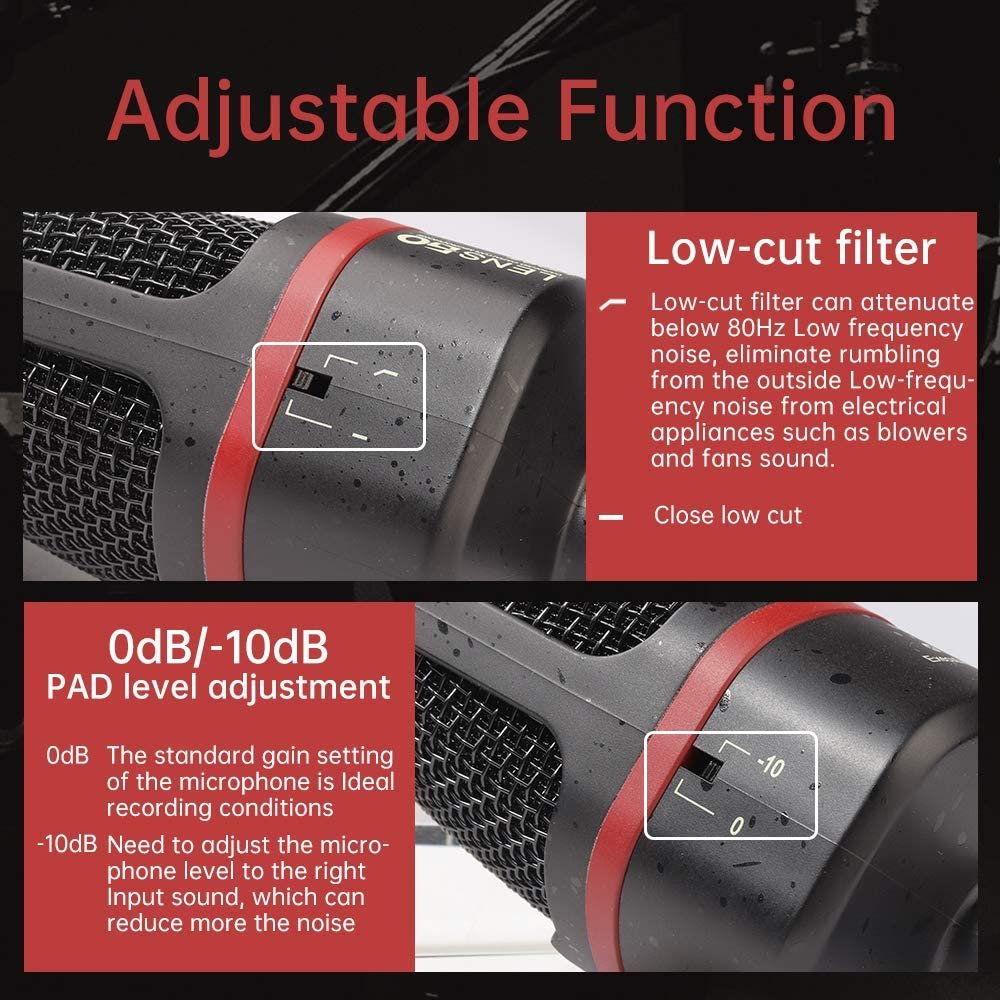 Adjustable Function
LENS50
Low-cut filter
Low-cut filter can attenuate
below 80Hz Low frequency
noise, eliminate rumbling
from the outside Low-frequ-
ency noise from electrical
appliances such as blowers
and fans sound.
Close low cut
0dB/-10dB
PAD level adjustment
0dB The standard gain setting
of the microphone is Ideal
recording conditions
-10dB Need to adjust the micro-
phone level to the right
Input sound, which can
reduce more the noise
-10
0